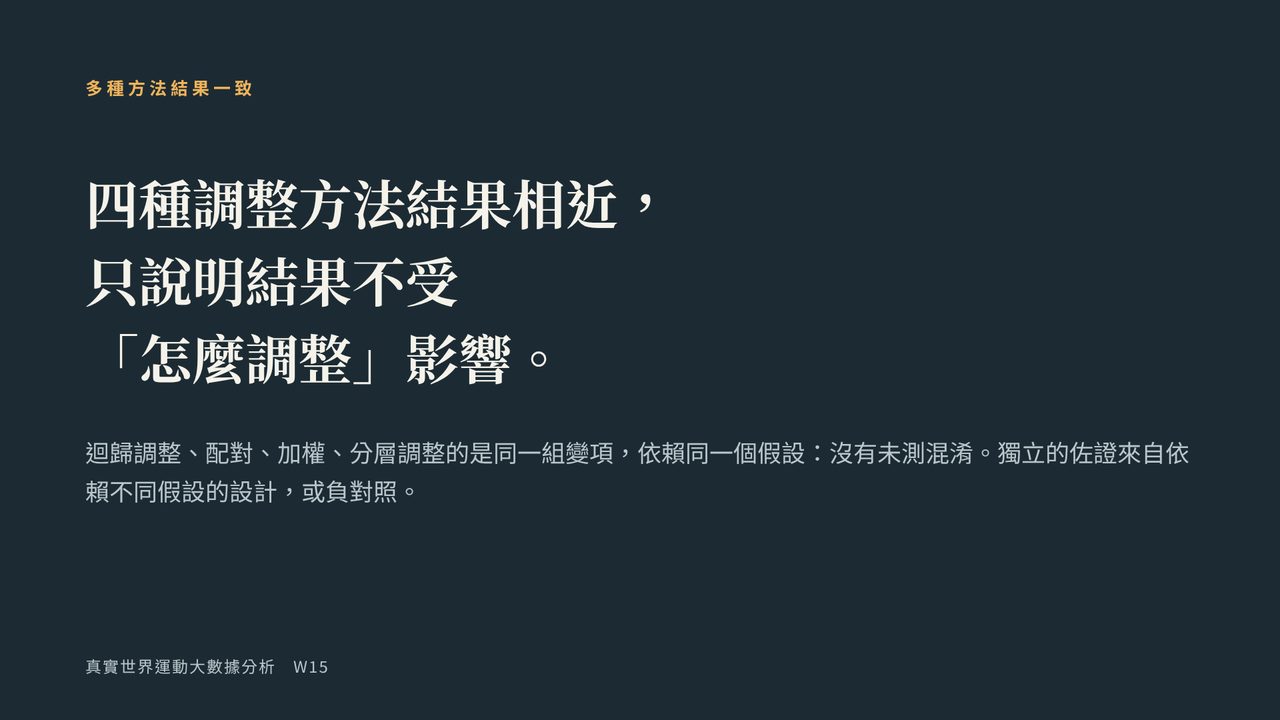 多種方法結果一致
四種調整方法結果相近，
只說明結果不受
「怎麼調整」影響。
迴歸調整、配對、加權、分層調整的是同一組變項，依賴同一個假設：沒有未測混淆。獨立的佐證來自依
賴不同假設的設計，或負對照。
真實世界運動大數據分析　W15